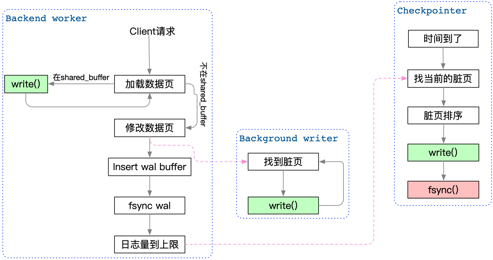 Backend worker
Client请求
write()
在shared_buffer
加载数据页
不在shared_buffer
修改数据页
Insert wal buffer
fsync wal
日志量到上限
Background writer
找到脏页
write()
Checkpointer
时间到了
找当前的脏页
脏页排序
write()
fsync()